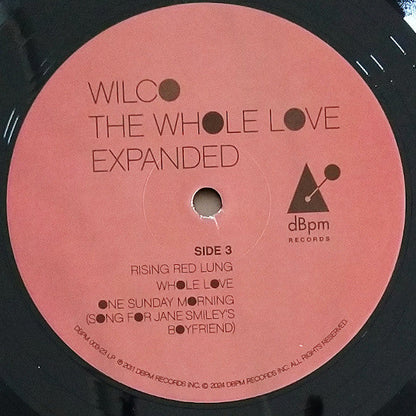 WILCO
THE WHOLE LOVE
EXPANDED
dBpm
RECORDS
SIDE 3
RISING RED LUNG
WHOLE LOVE
ONE SUNDAY MORNING
(SONG FOR JANE SMILEY'S
BOYFRIEND)
℗ 2011 DBPM RECORDS INC. © 2024 DBPM RECORDS INC. ALL RIGHTS RESERVED.